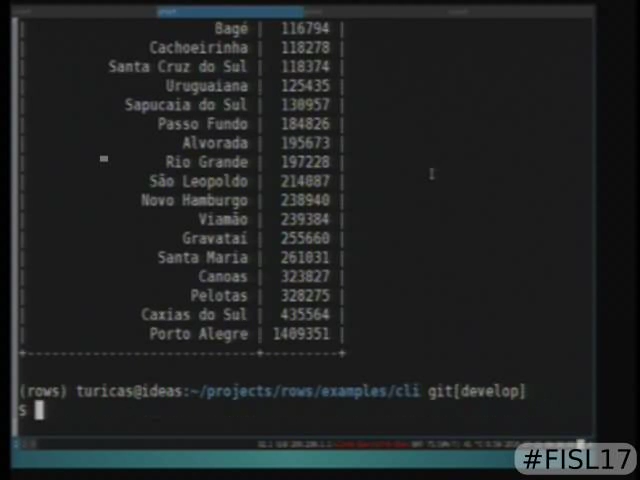 | Bagé | 116794 |
| Cachoeirinha | 118278 |
| Santa Cruz do Sul | 118374 |
| Uruguaiana | 125435 |
| Sapucaia do Sul | 130957 |
| Passo Fundo | 184826 |
| Alvorada | 195673 |
| Rio Grande | 197228 |
| São Leopoldo | 214087 |
| Novo Hamburgo | 238940 |
| Viamão | 239384 |
| Gravataí | 255660 |
| Santa Maria | 261031 |
| Canoas | 323827 |
| Pelotas | 328275 |
| Caxias do Sul | 435564 |
| Porto Alegre | 1409351 |
+-----------------------------+----------+
(rows) turicas@ideas:~/projects/rows/examples/cli git[develop]
$
#FISL17